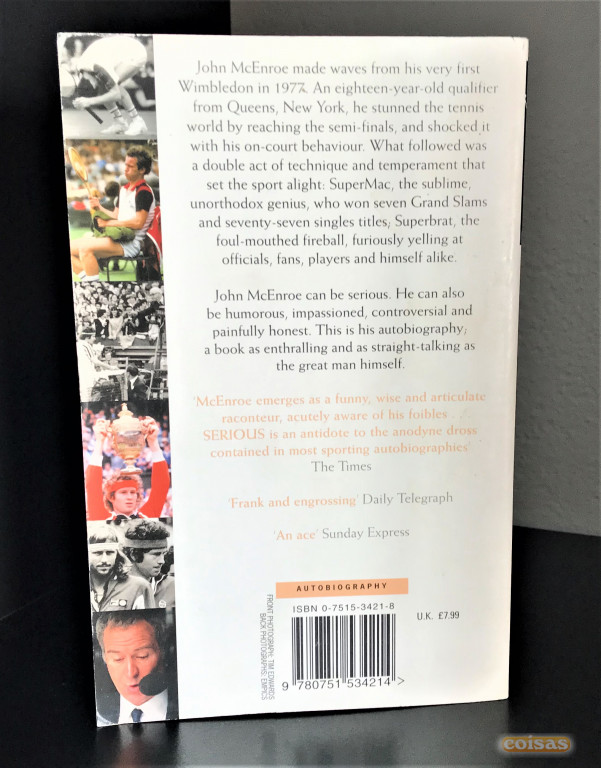 John McEnroe made waves from his very first
Wimbledon in 1977. An eighteen-year-old qualifier
from Queens, New York, he stunned the tennis
world by reaching the semi-finals, and shocked it
with his on-court behaviour. What followed was
a double act of technique and temperament that
set the sport alight: SuperMac, the sublime,
unorthodox genius, who won seven Grand Slams
and seventy-seven singles titles; Superbrat, the
foul-mouthed fireball, furiously yelling at
officials, fans, players and himself alike.
John McEnroe can be serious. He can also
be humorous, impassioned, controversial and
painfully honest. This is his autobiography;
a book as enthralling and as straight-talking as
the great man himself.
'McEnroe emerges as a funny, wise and articulate
raconteur, acutely aware of his foibles . . .
SERIOUS is an antidote to the anodyne dross
contained in most sporting autobiographies'
The Times
'Frank and engrossing' Daily Telegraph
'An ace' Sunday Express
AUTOBIOGRAPHY
ISBN 0-7515-3421-8
U.K. £7.99
FRONT PHOTOGRAPH: TIM EDWARDS
BACK PHOTOGRAPHS: EMPICS
9 780751 534214 >
coisas